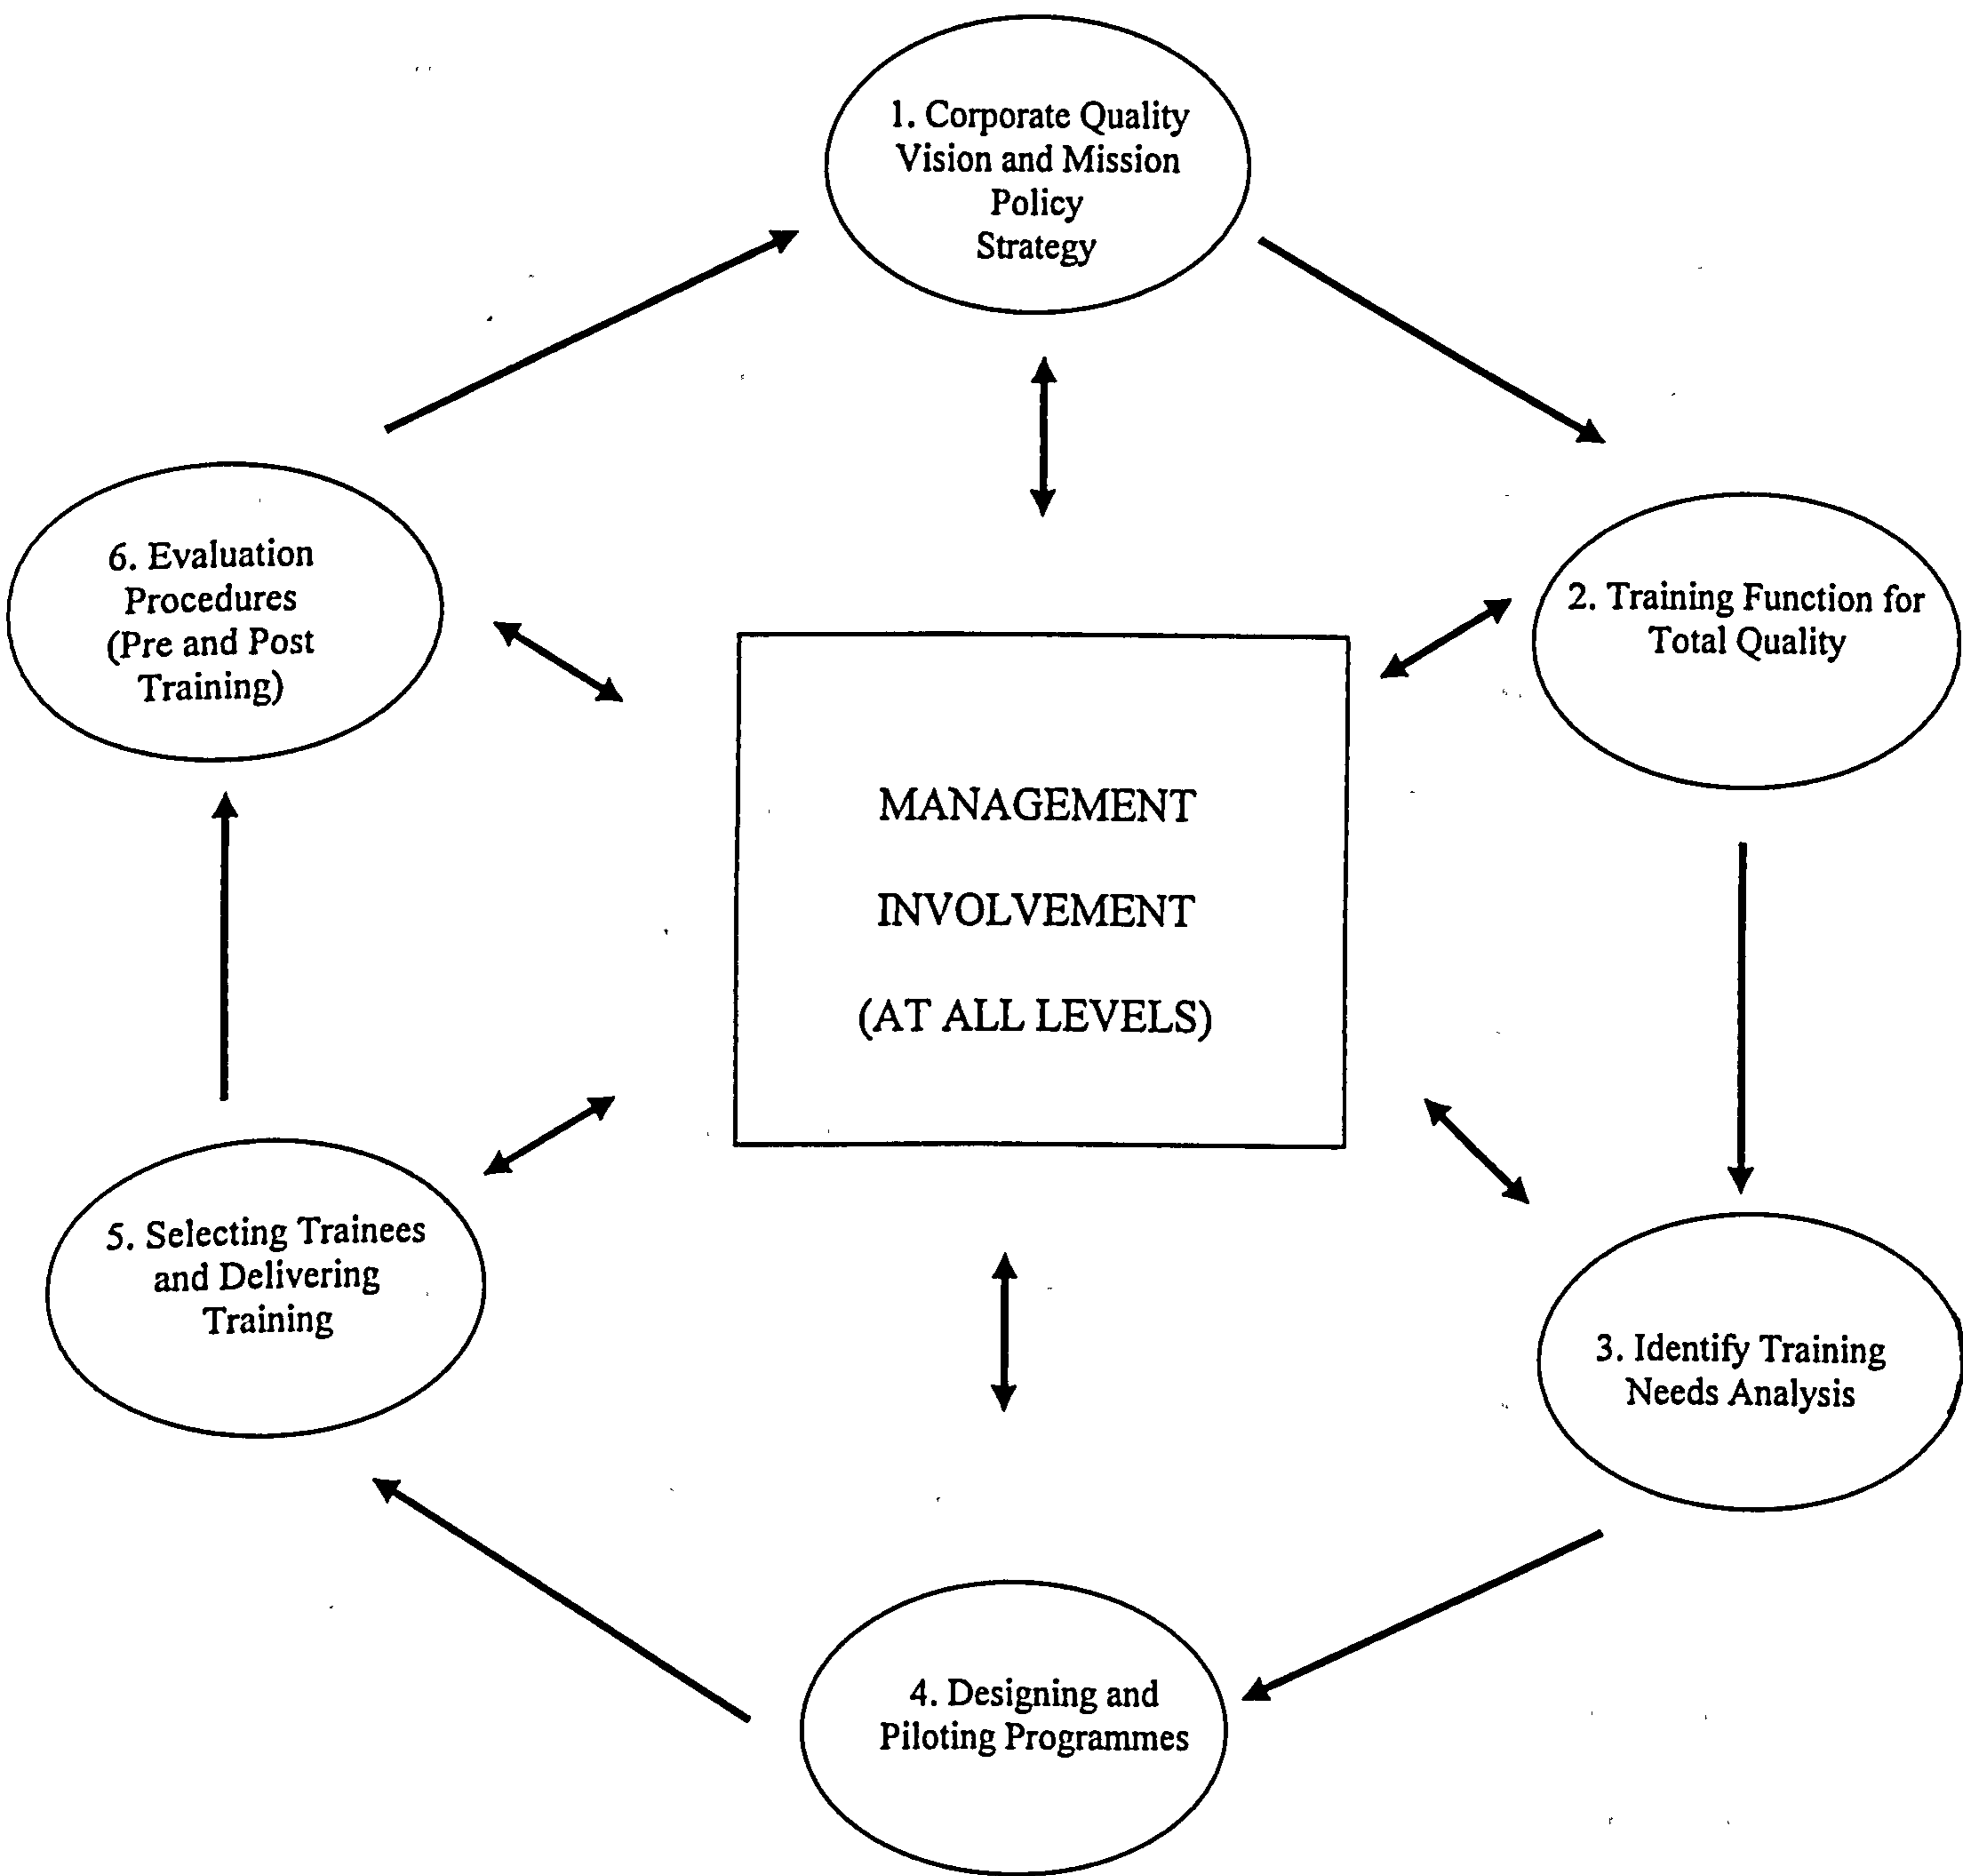 1. Corporate Quality
Vision and Mission
Policy
Strategy
2. Training Function for
Total Quality
3. Identify Training
Needs Analysis
4. Designing and
Piloting Programmes
5. Selecting Trainees
and Delivering
Training
6. Evaluation
Procedures
(Pre and Post
Training)
MANAGEMENT
INVOLVEMENT
(AT ALL LEVELS)